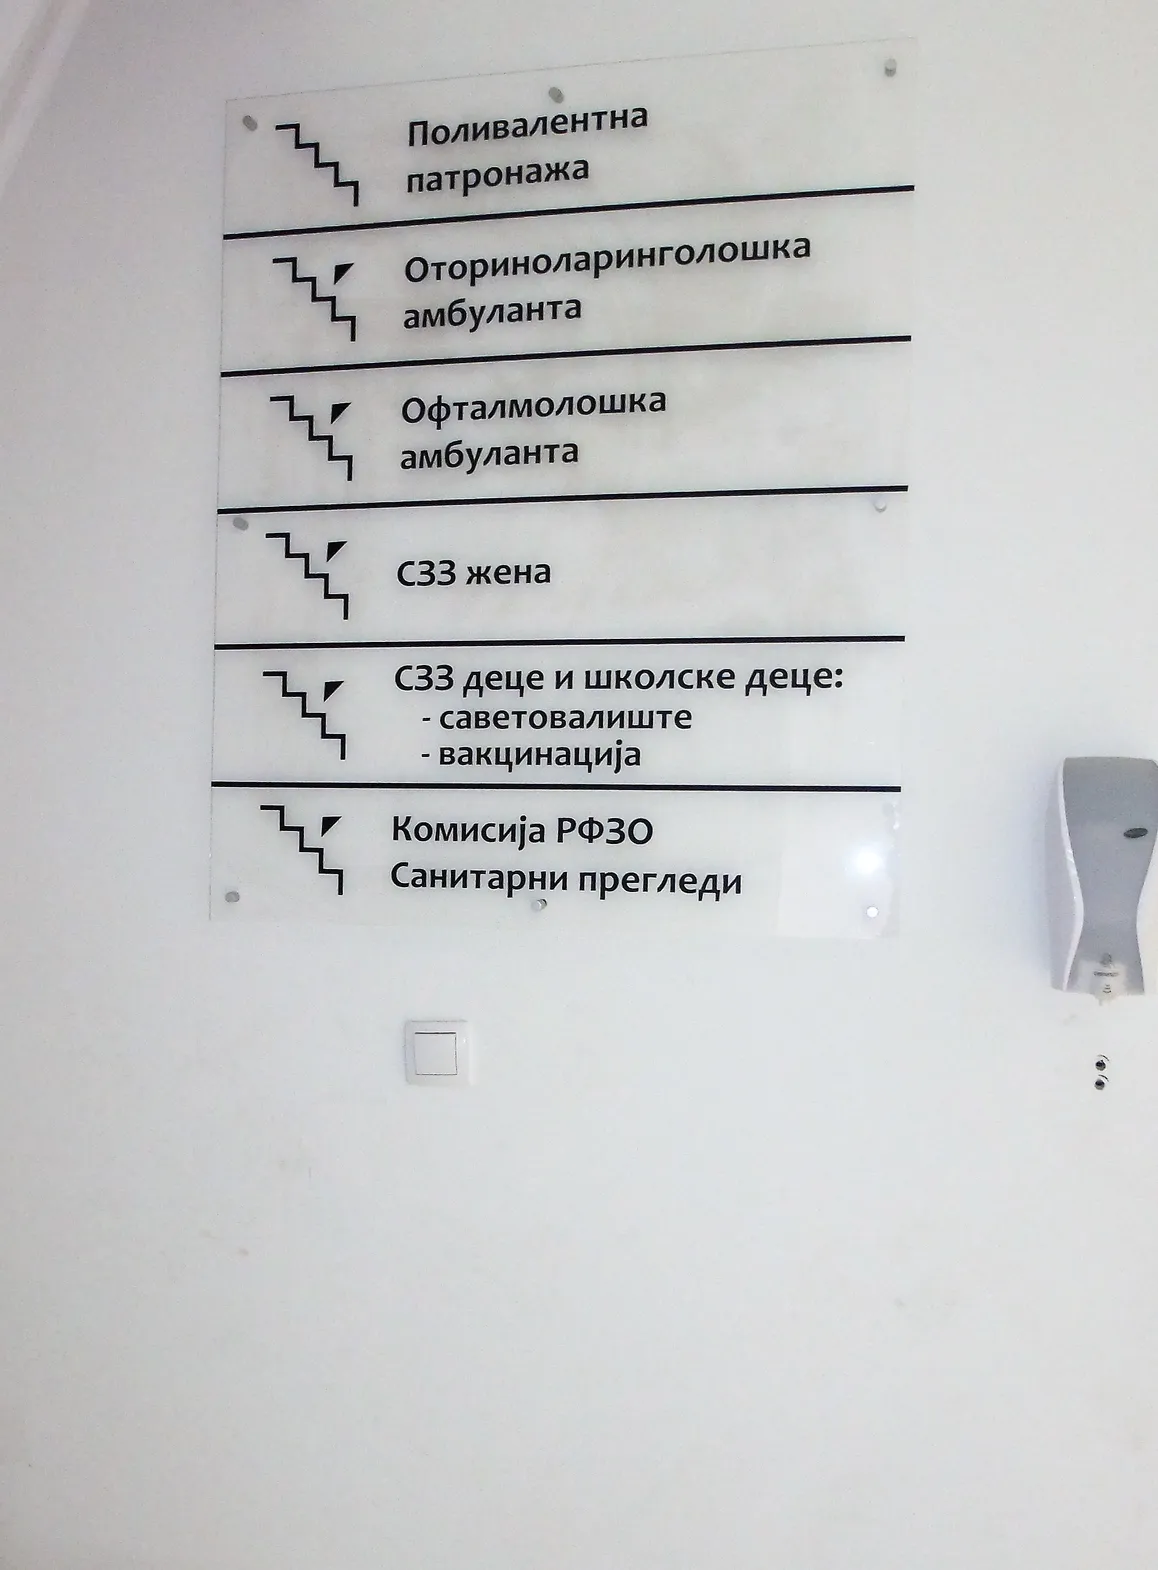 Поливалентна
патронажа
Оториноларинголошка
амбуланта
Офталмолошка
амбуланта
СЗЗ жена
СЗЗ деце и школске деце:
- саветовалиште
- вакцинација
Комисија РФЗО
Санитарни прегледи